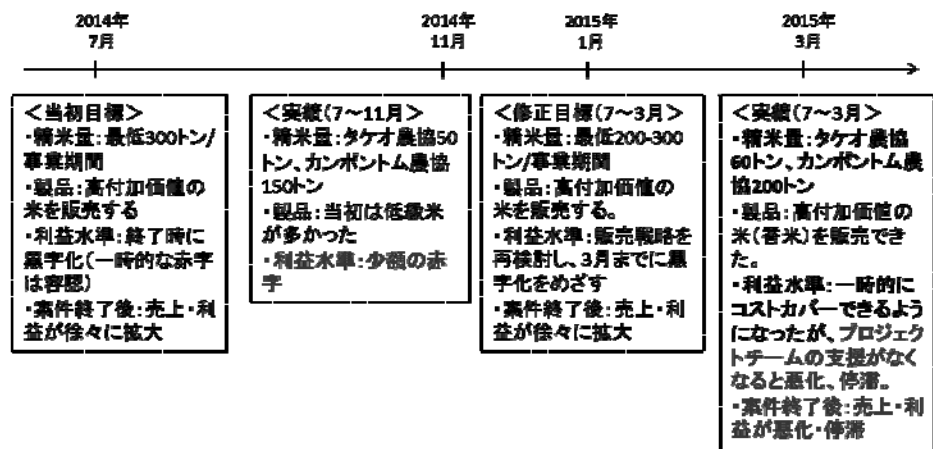 2014年
7月
2014年
11月
2015年
1月
2015年
3月
＜当初目標＞
・精米量：最低300トン/
事業期間
・製品：高付加価値の
米を販売する
・利益水準：終了時に
黒字化（一時的な赤字
は容認）
・案件終了後：売上・利
益が徐々に拡大
＜実績（7～11月）＞
・精米量：タケオ農協50
トン、カンポントム農協
150トン
・製品：当初は低級米
が多かった
・利益水準：少額の赤
字
＜修正目標（7～3月）＞
・精米量：最低200-300
トン/事業期間
・製品：高付加価値の
米を販売する。
・利益水準：販売戦略を
再検討し、3月までに黒
字化をめざす
・案件終了後：売上・利
益が徐々に拡大
＜実績（7～3月）＞
・精米量：タケオ農協
60トン、カンポントム農
協200トン
・製品：高付加価値の
米（香米）を販売でき
た。
・利益水準：一時的に
コストカバーできるよう
になったが、プロジェク
トチームの支援がなく
なると悪化、停滞。
・案件終了後：売上・利
益が悪化・停滞